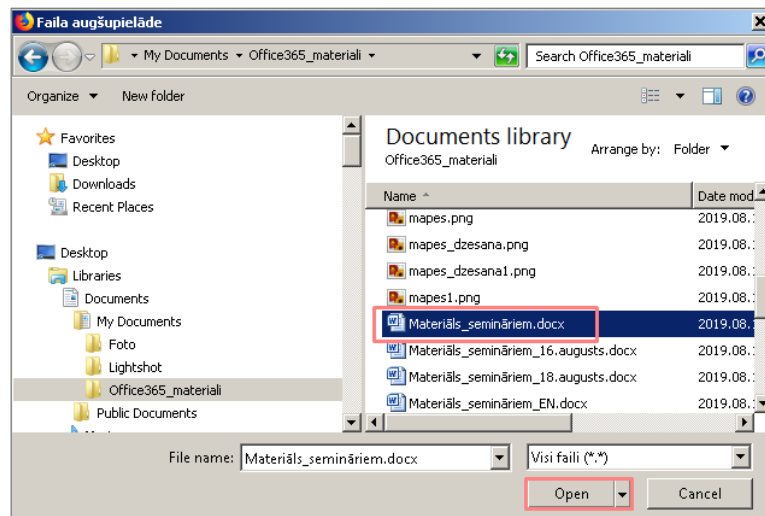 Faila augšupielāde
My Documents Office365_materiali
Search Office365_materiali
Organize New folder
Favorites
Desktop
Downloads
Recent Places
Desktop
Libraries
Documents
My Documents
Foto
Lightshot
Office365_materiali
Public Documents
Documents library
Office365_materiali
Arrange by: Folder
Name Date mod
mapes.png 2019.08.
mapes_dzesana.png 2019.08.
mapes_dzesana1.png 2019.08.
mapes1.png 2019.08.
Materiāls_semināriem.docx 2019.08.
Materiāls_semināriem_16.augusts.docx 2019.08.
Materiāls_semināriem_18.augusts.docx 2019.08.
Materiāls_semināriem_EN.docx 2019.08.
File name: Materiāls_semināriem.docx Visi faili (*.*)
Open Cancel